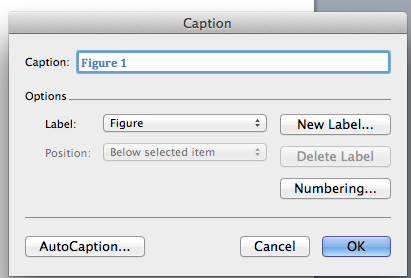 Caption
Caption: Figure 1
Options
Label: Figure New Label...
Position: Below selected item Delete Label
Numbering...
AutoCaption... Cancel OK